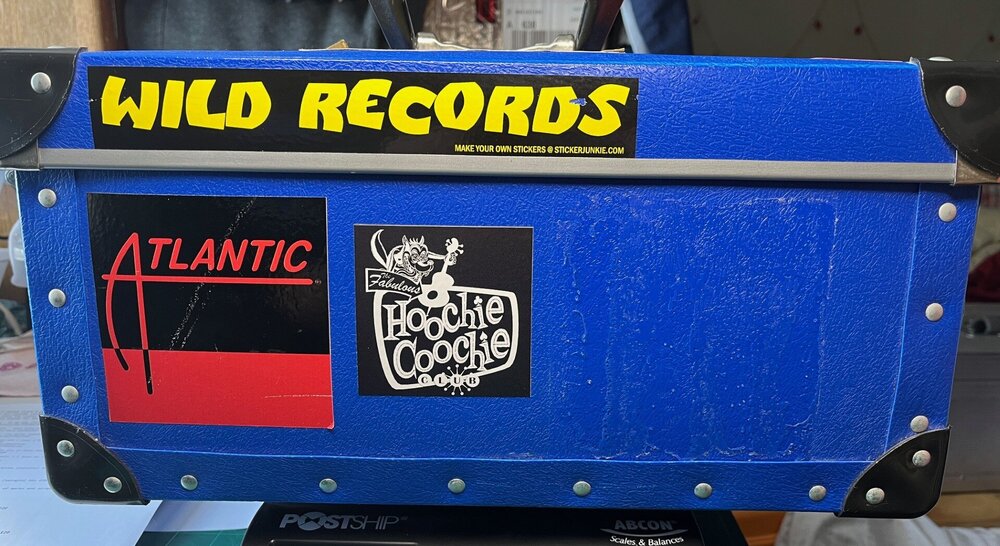 WILD RECORDS
MAKE YOUR OWN STICKERS @ STICKERJUNKIE.COM
ATLANTIC
The
Fabulous
HOOCHIE
COOCHIE
CLUB
POSTSHIP
ABCON
Scales & Balances